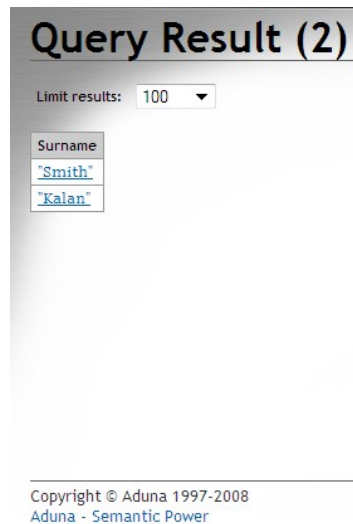 Query Result (2)
Limit results: 100
Surname
"Smith"
"Kalan"
Copyright © Aduna 1997-2008
Aduna - Semantic Power